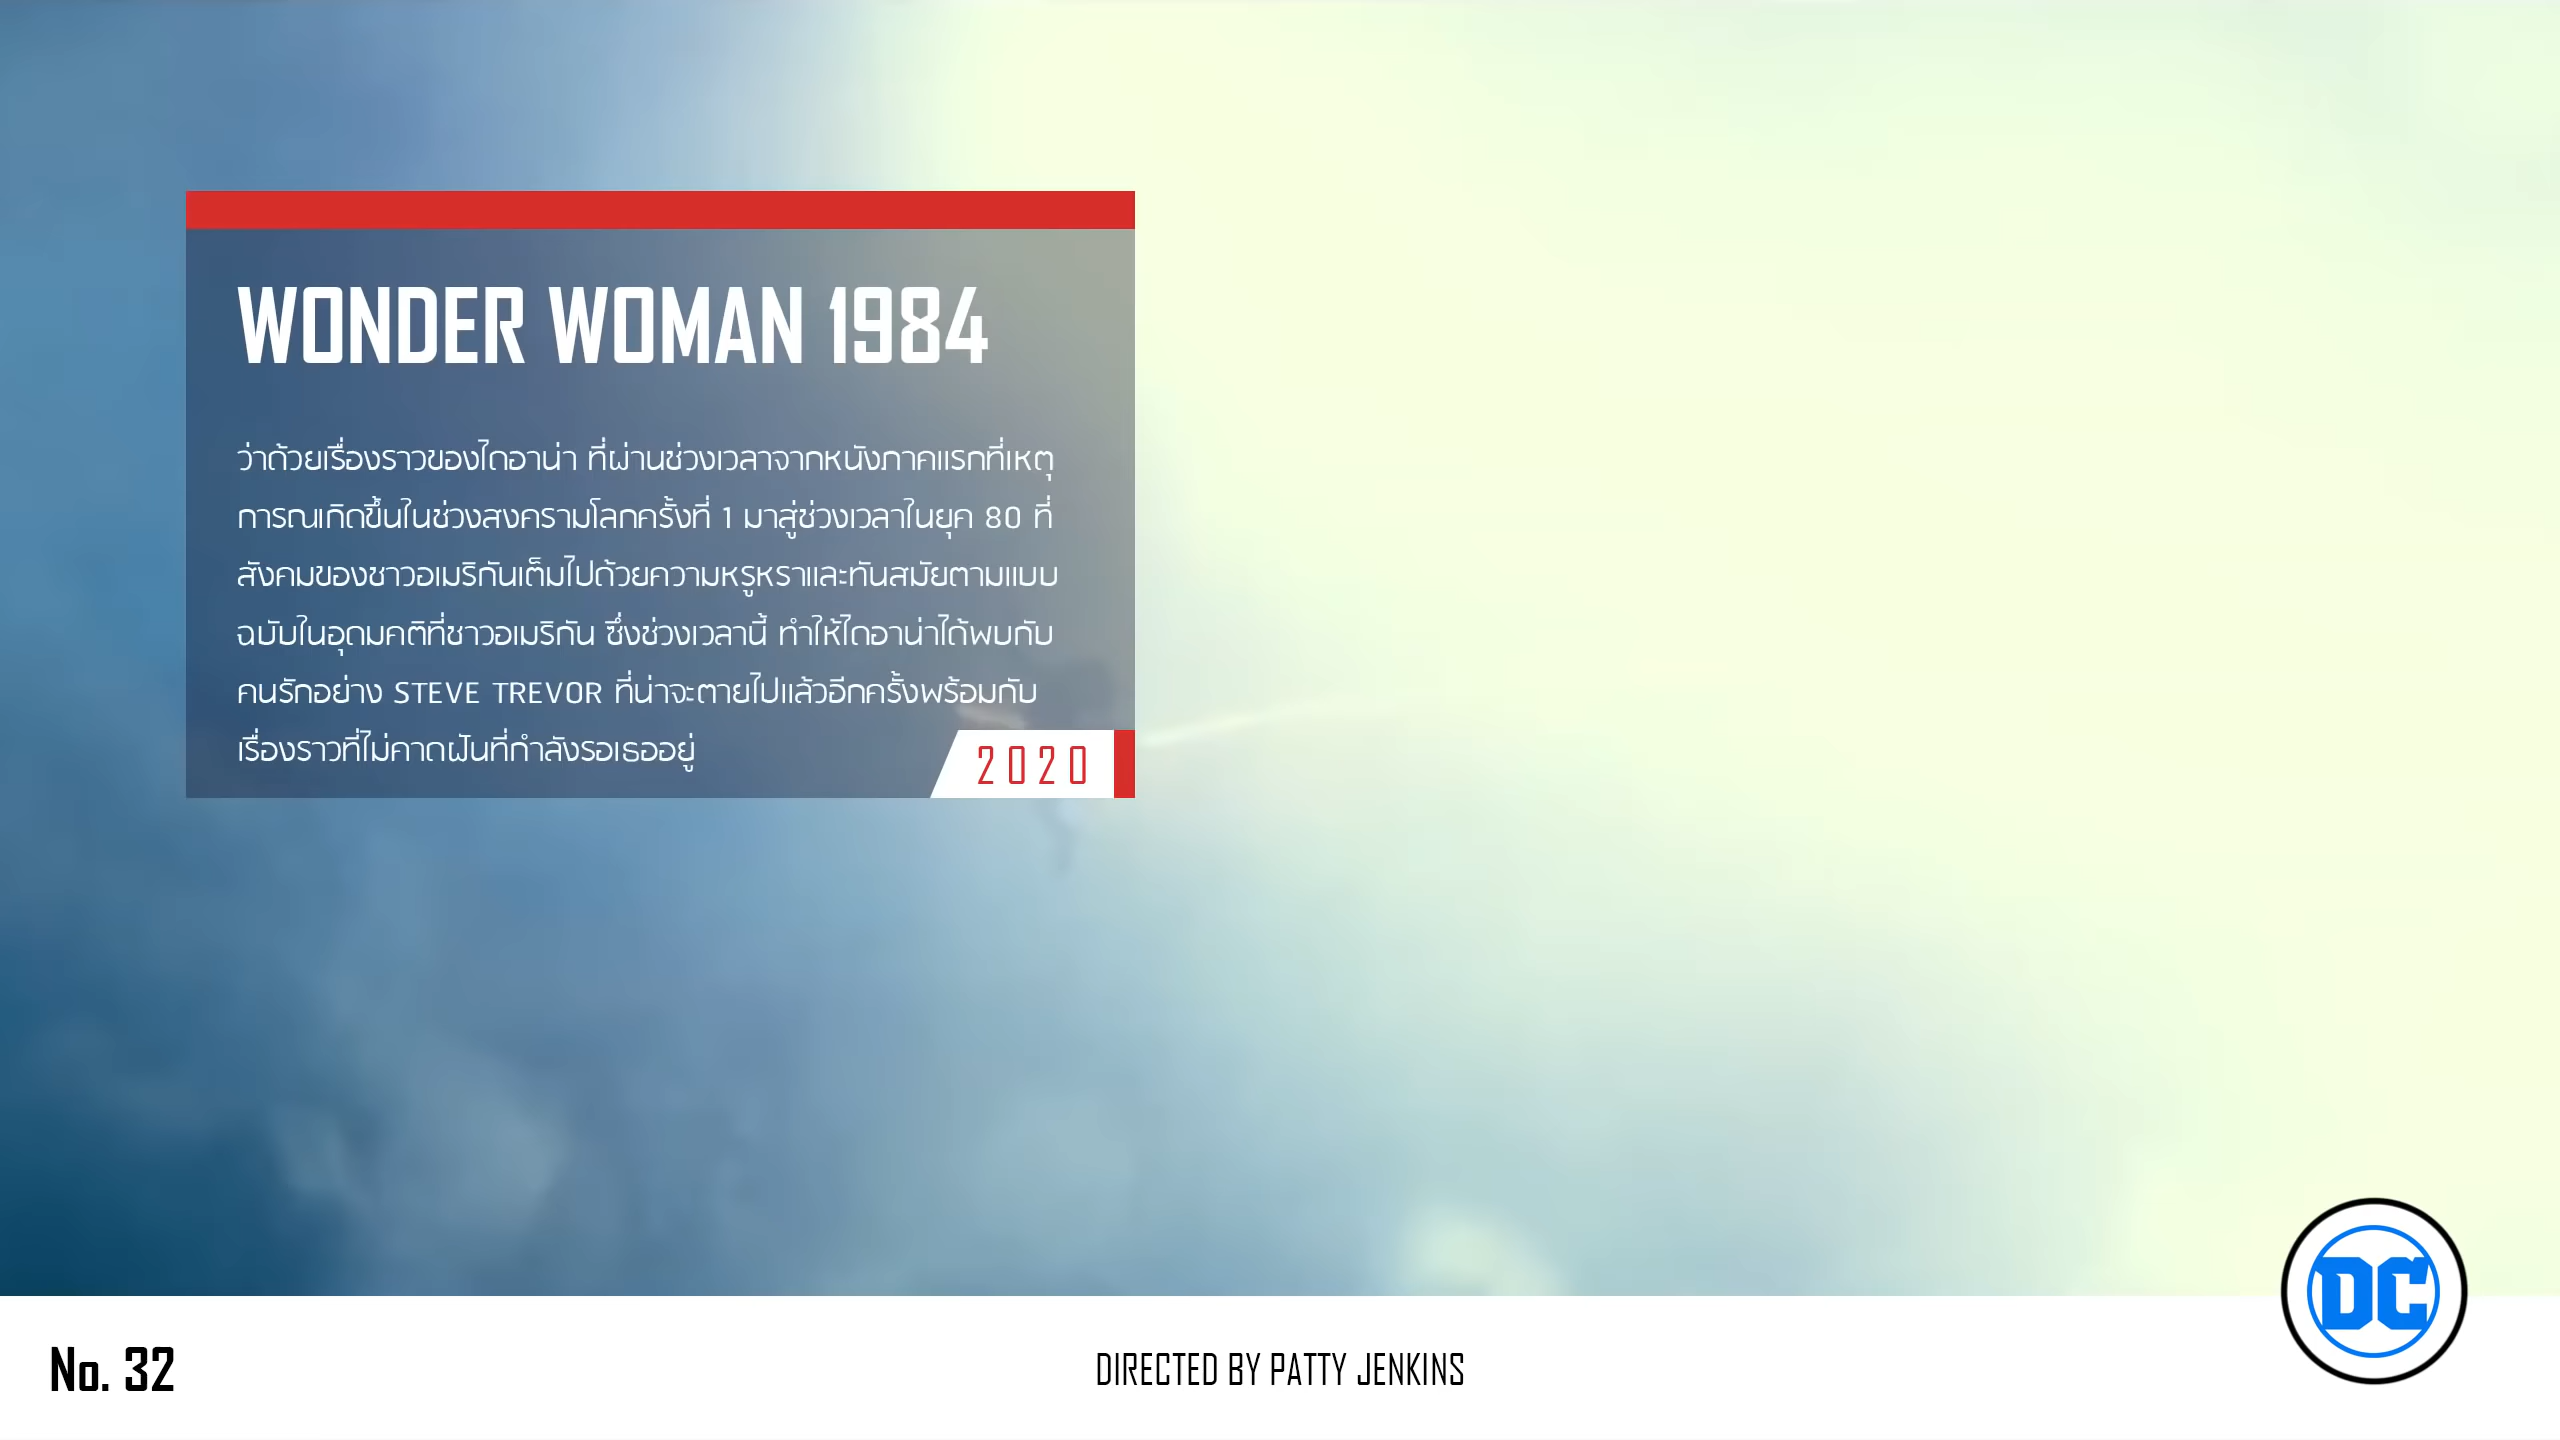 WONDER WOMAN 1984
ว่าด้วยเรื่องราวของไดอาน่า ที่ผ่านช่วงเวลาจากหนังภาคแรกที่เหตุ
การณเกิดขึ้นในช่วงสงครามโลกครั้งที่ 1 มาสู่ช่วงเวลาในยุค 80 ที่
สังคมของชาวอเมริกันเต็มไปด้วยความหรูหราและทันสมัยตามแบบ
ฉบับในอุดมคติที่ชาวอเมริกัน ซึ่งช่วงเวลานี้ ทำให้ไดอาน่าได้พบกับ
คนรักอย่าง STEVE TREVOR ที่น่าจะตายไปแล้วอีกครั้งพร้อมกับ
เรื่องราวที่ไม่คาดฝันที่กำลังรอเธออยู่
2020
No. 32
DIRECTED BY PATTY JENKINS
DC